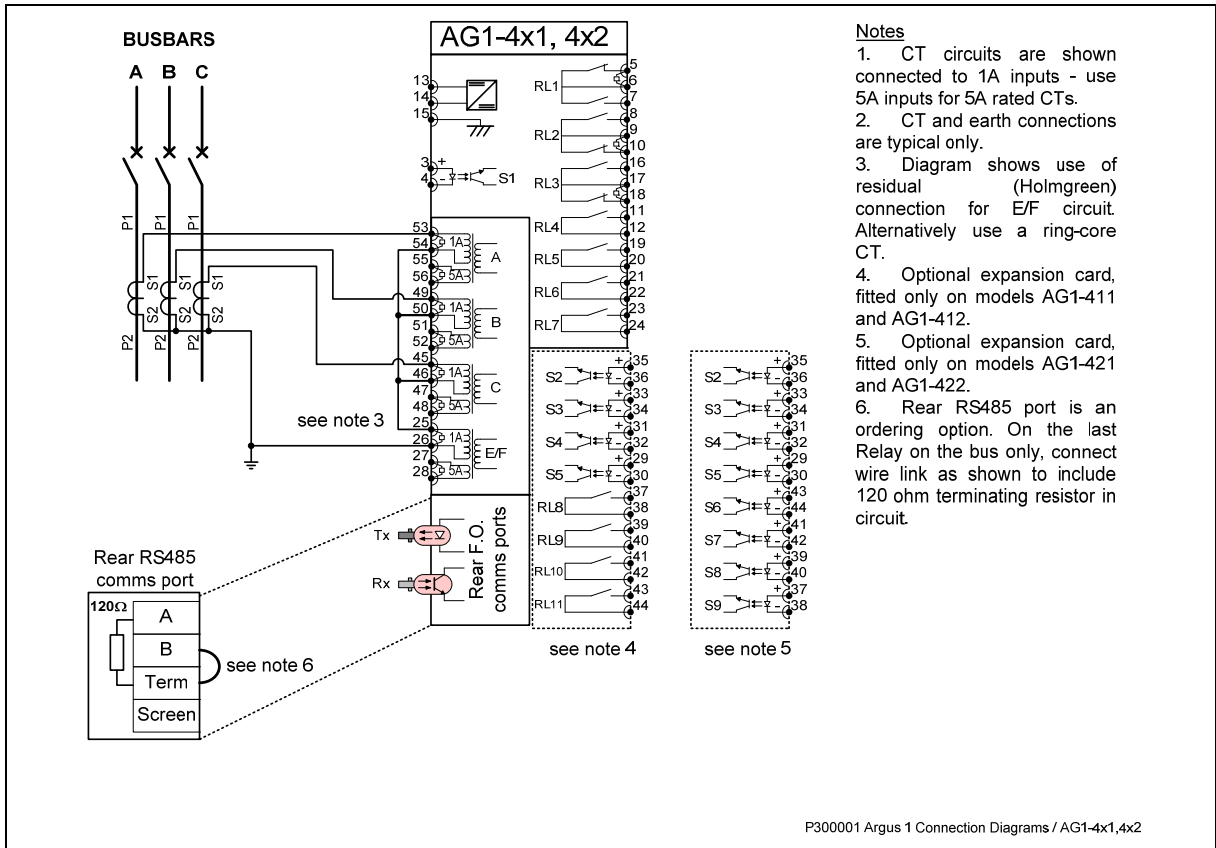 BUSBARS
A B C
P1 P1 P1
S1 S1 S1
S2 S2 S2
P2 P2 P2
see note 3
AG1-4x1, 4x2
13
14
15
3 +
4 -
S1
53
54 1A
55 A
56 5A
49
50 1A
51 B
52 5A
45
46 1A
47 C
48 5A
25
26 1A
27 E/F
28 5A
RL1 5
6
7
RL2 8
9
10
RL3 16
17
18
RL4 11
12
RL5 19
20
RL6 21
22
RL7 23
24
S2 + 35
- 36
S3 + 33
- 34
S4 + 31
- 32
S5 + 29
- 30
RL8 37
38
RL9 39
40
RL10 41
42
RL11 43
44
see note 4
S2 + 35
- 36
S3 + 33
- 34
S4 + 31
- 32
S5 + 29
- 30
S6 + 43
- 44
S7 + 41
- 42
S8 + 39
- 40
S9 + 37
- 38
see note 5
Tx
Rx
Rear F.O.
comms ports
Rear RS485
comms port
120Ω
A
B
Term
Screen
see note 6
Notes
1. CT circuits are shown
connected to 1A inputs - use
5A inputs for 5A rated CTs.
2. CT and earth connections
are typical only.
3. Diagram shows use of
residual (Holmgreen)
connection for E/F circuit.
Alternatively use a ring-core
CT.
4. Optional expansion card,
fitted only on models AG1-411
and AG1-412.
5. Optional expansion card,
fitted only on models AG1-421
and AG1-422.
6. Rear RS485 port is an
ordering option. On the last
Relay on the bus only, connect
wire link as shown to include
120 ohm terminating resistor in
circuit.
P300001 Argus 1 Connection Diagrams / AG1-4x1,4x2